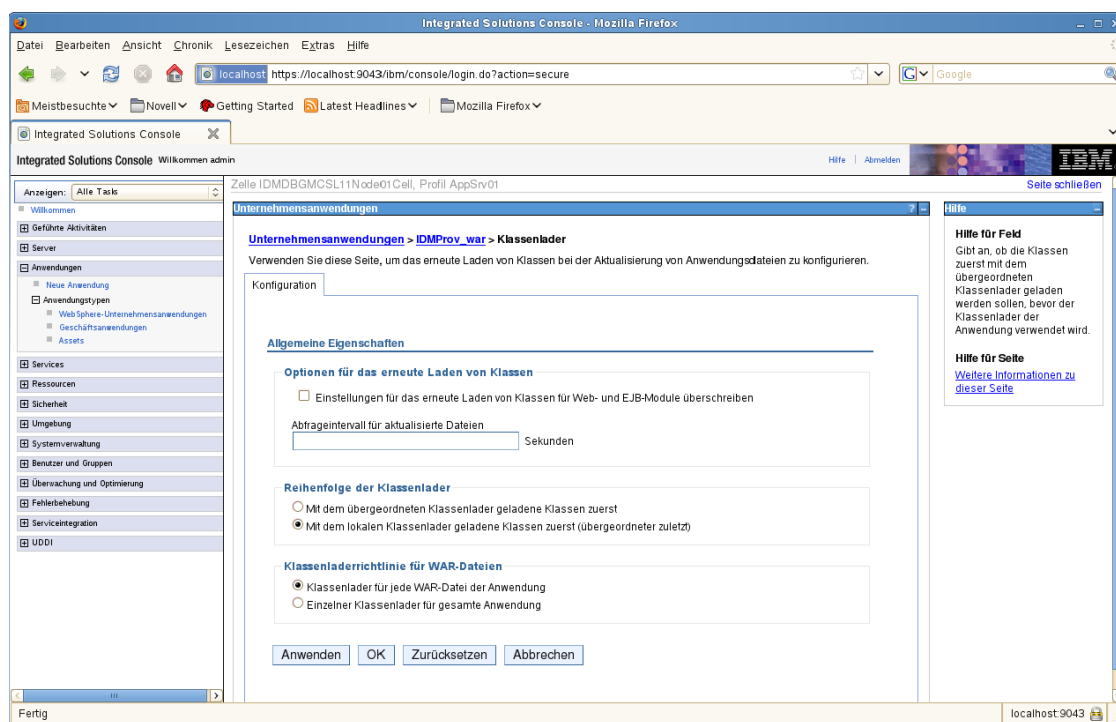 Integrated Solutions Console - Mozilla Firefox
Datei Bearbeiten Ansicht Chronik Lesezeichen Extras Hilfe
localhost https://localhost:9043/ibm/console/login.do?action=secure
Google
Meistbesuchte Novell Getting Started Latest Headlines Mozilla Firefox
Integrated Solutions Console
Integrated Solutions Console Willkommen admin
Hilfe | Abmelden
IBM
Anzeigen: Alle Tasks
Willkommen
Geführte Aktivitäten
Server
Anwendungen
Neue Anwendung
Anwendungstypen
WebSphere-Unternehmensanwendungen
Geschäftsanwendungen
Assets
Services
Ressourcen
Sicherheit
Umgebung
Systemverwaltung
Benutzer und Gruppen
Überwachung und Optimierung
Fehlerbehebung
Serviceintegration
UDDI
Zelle IDMDBGMCSL11Node01Cell, Profil AppSrv01
Seite schließen
Unternehmensanwendungen
? –
Unternehmensanwendungen > IDMProv_war > Klassenlader
Verwenden Sie diese Seite, um das erneute Laden von Klassen bei der Aktualisierung von Anwendungsdateien zu konfigurieren.
Konfiguration
Allgemeine Eigenschaften
Optionen für das erneute Laden von Klassen
Einstellungen für das erneute Laden von Klassen für Web- und EJB-Module überschreiben
Abfrageintervall für aktualisierte Dateien
Sekunden
Reihenfolge der Klassenlader
Mit dem übergeordneten Klassenlader geladene Klassen zuerst
Mit dem lokalen Klassenlader geladene Klassen zuerst (übergeordneter zuletzt)
Klassenladerrichtlinie für WAR-Dateien
Klassenlader für jede WAR-Datei der Anwendung
Einzelner Klassenlader für gesamte Anwendung
Anwenden OK Zurücksetzen Abbrechen
Hilfe –
Hilfe für Feld
Gibt an, ob die Klassen
zuerst mit dem
übergeordneten
Klassenlader geladen
werden sollen, bevor der
Klassenlader der
Anwendung verwendet wird.
Hilfe für Seite
Weitere Informationen zu
dieser Seite
Fertig
localhost:9043